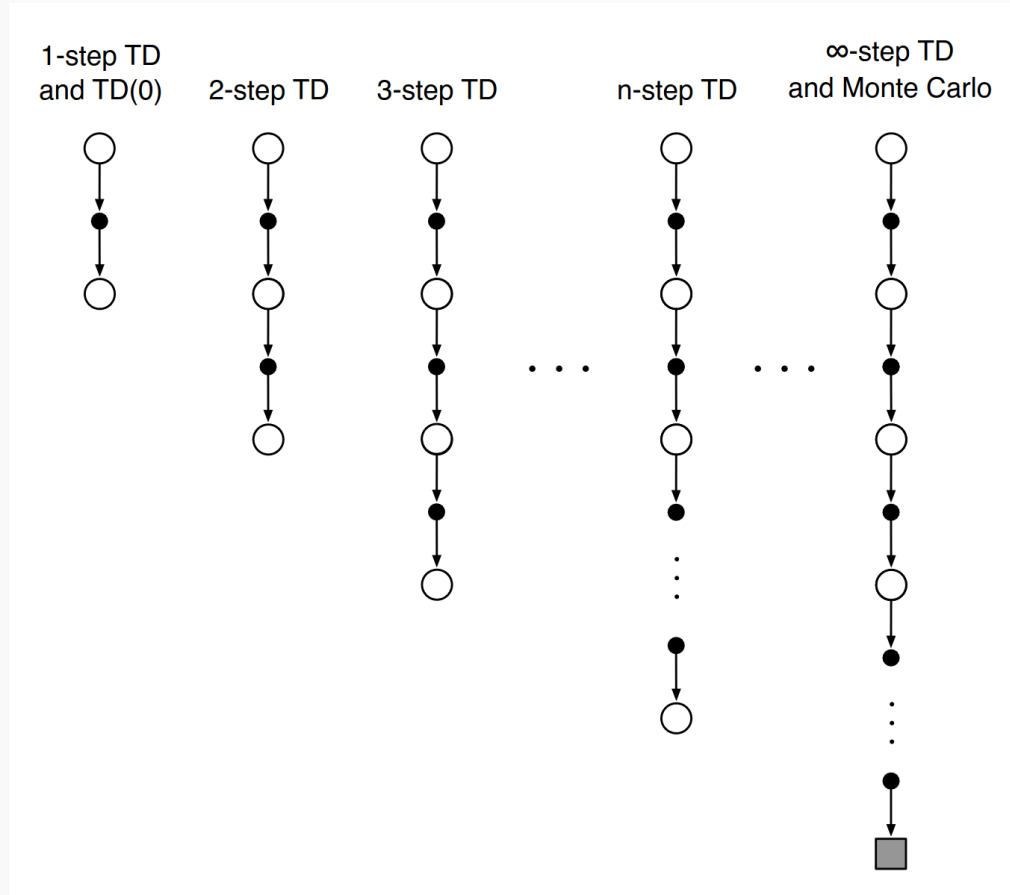 1-step TD
and TD(0)
2-step TD
3-step TD
n-step TD
∞-step TD
and Monte Carlo